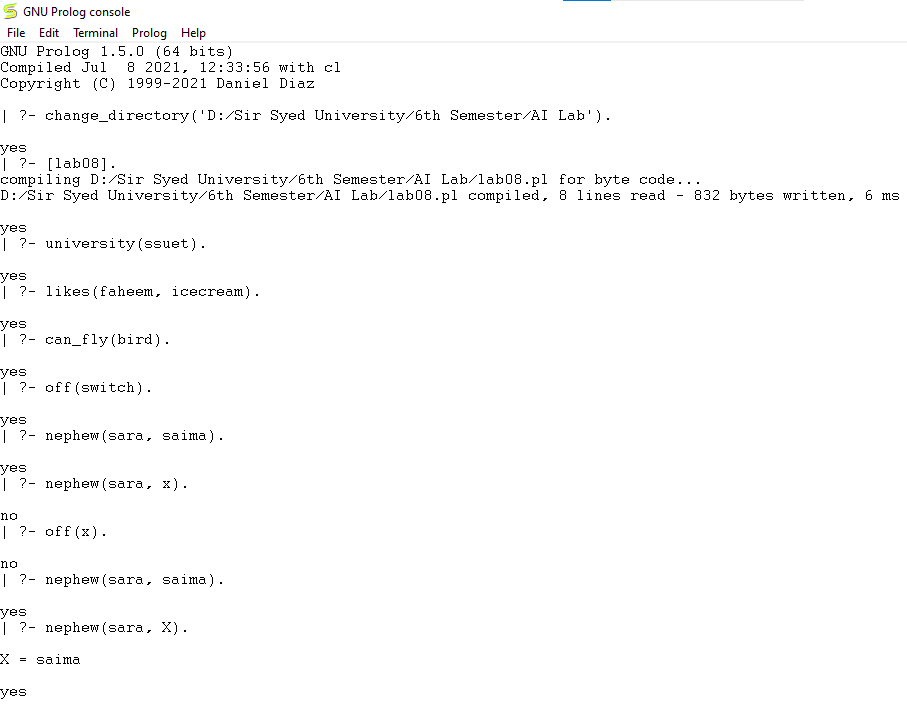 GNU Prolog console
File Edit Terminal Prolog Help
GNU Prolog 1.5.0 (64 bits)
Compiled Jul  8 2021, 12:33:56 with cl
Copyright (C) 1999-2021 Daniel Diaz
| ?- change_directory('D:/Sir Syed University/6th Semester/AI Lab').
yes
| ?- [lab08].
compiling D:/Sir Syed University/6th Semester/AI Lab/lab08.pl for byte code...
D:/Sir Syed University/6th Semester/AI Lab/lab08.pl compiled, 8 lines read - 832 bytes written, 6 ms
yes
| ?- university(ssuet).
yes
| ?- likes(faheem, icecream).
yes
| ?- can_fly(bird).
yes
| ?- off(switch).
yes
| ?- nephew(sara, saima).
yes
| ?- nephew(sara, x).
no
| ?- off(x).
no
| ?- nephew(sara, saima).
yes
| ?- nephew(sara, X).
X = saima
yes